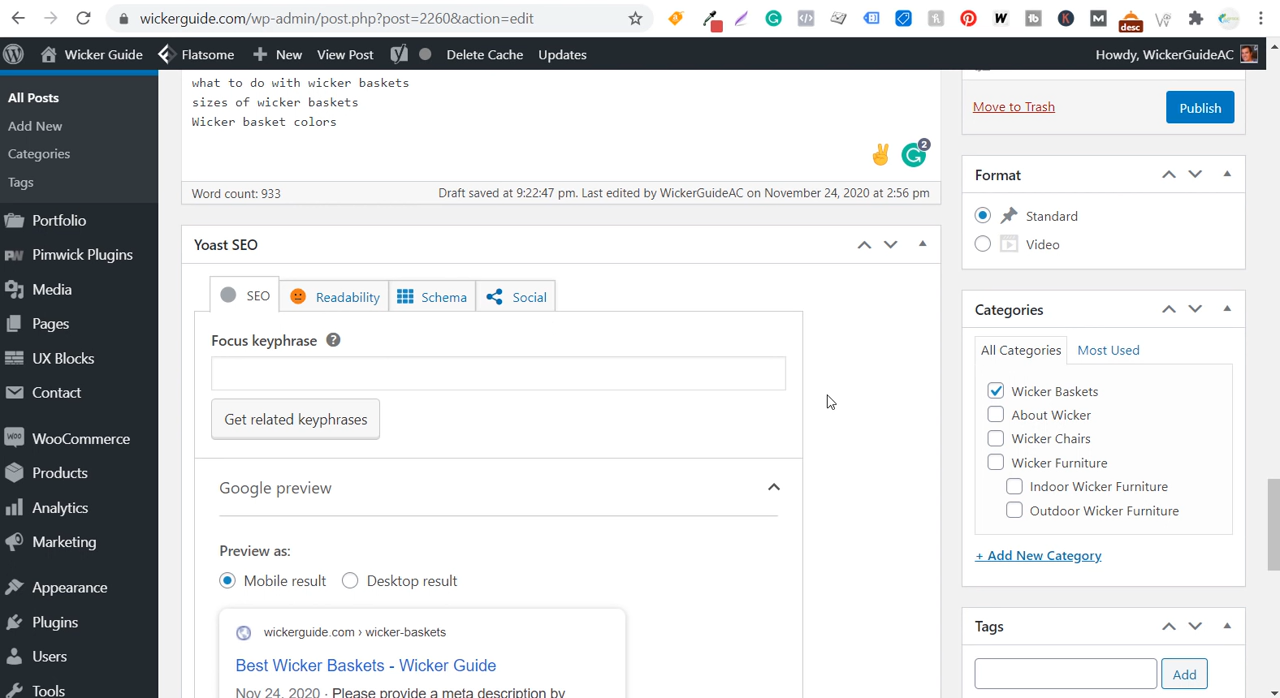 wickerguide.com/wp-admin/post.php?post=2260&action=edit
desc
Wicker Guide
Flatsome
New
View Post
Delete Cache
Updates
Howdy, WickerGuideAC
All Posts
Add New
Categories
Tags
Portfolio
Pimwick Plugins
Media
Pages
UX Blocks
Contact
WooCommerce
Products
Analytics
Marketing
Appearance
Plugins
Users
Tools
what to do with wicker baskets
sizes of wicker baskets
Wicker basket colors
2
Word count: 933
Draft saved at 9:22:47 pm. Last edited by WickerGuideAC on November 24, 2020 at 2:56 pm
Yoast SEO
SEO
Readability
Schema
Social
Focus keyphrase
Get related keyphrases
Google preview
Preview as:
Mobile result
Desktop result
wickerguide.com › wicker-baskets
Best Wicker Baskets - Wicker Guide
Nov 24, 2020 · Please provide a meta description by
Move to Trash
Publish
Format
Standard
Video
Categories
All Categories
Most Used
Wicker Baskets
About Wicker
Wicker Chairs
Wicker Furniture
Indoor Wicker Furniture
Outdoor Wicker Furniture
+ Add New Category
Tags
Add